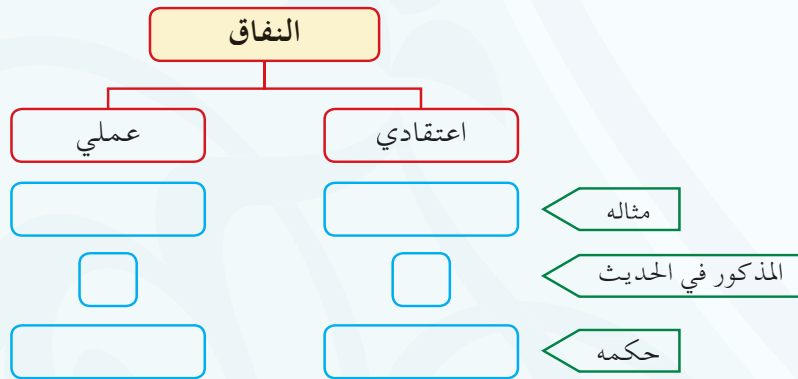 النفاق
اعتقادي
عملي
مثاله
المذكور في الحديث
حكمه